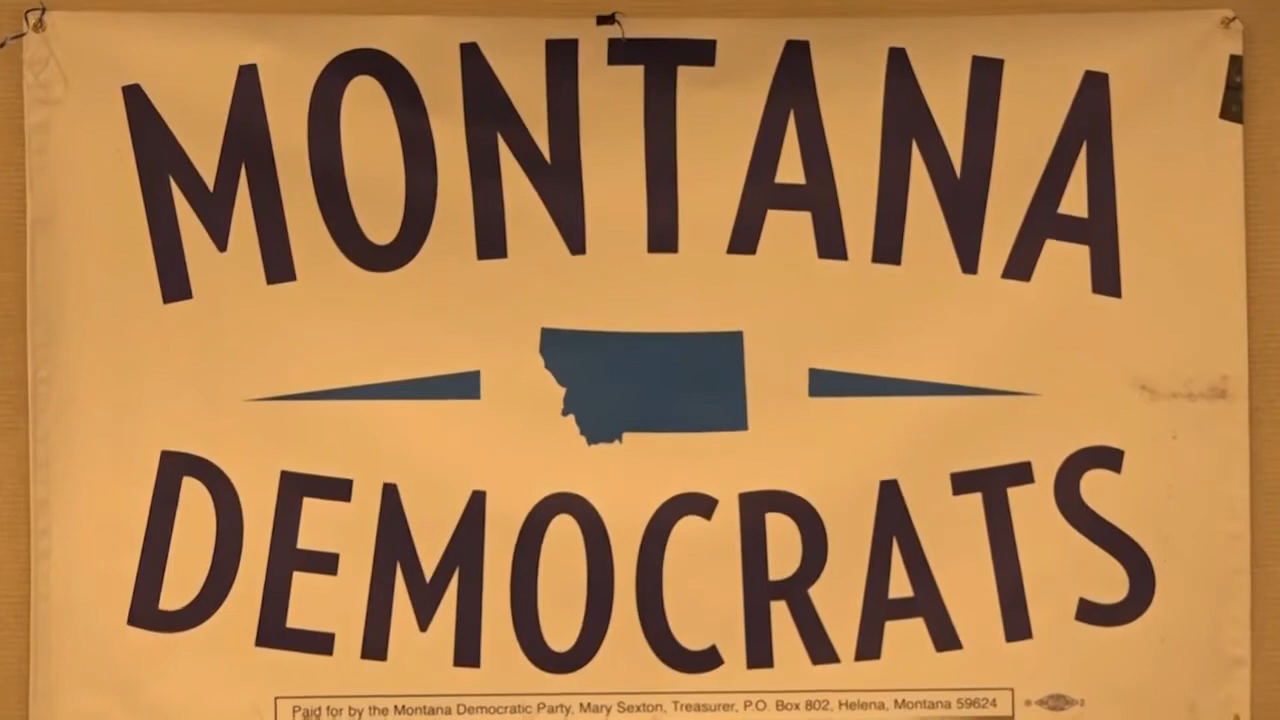 MONTANA
DEMOCRATS
Paid for by the Montana Democratic Party, Mary Sexton, Treasurer, P.O. Box 802, Helena, Montana 59624